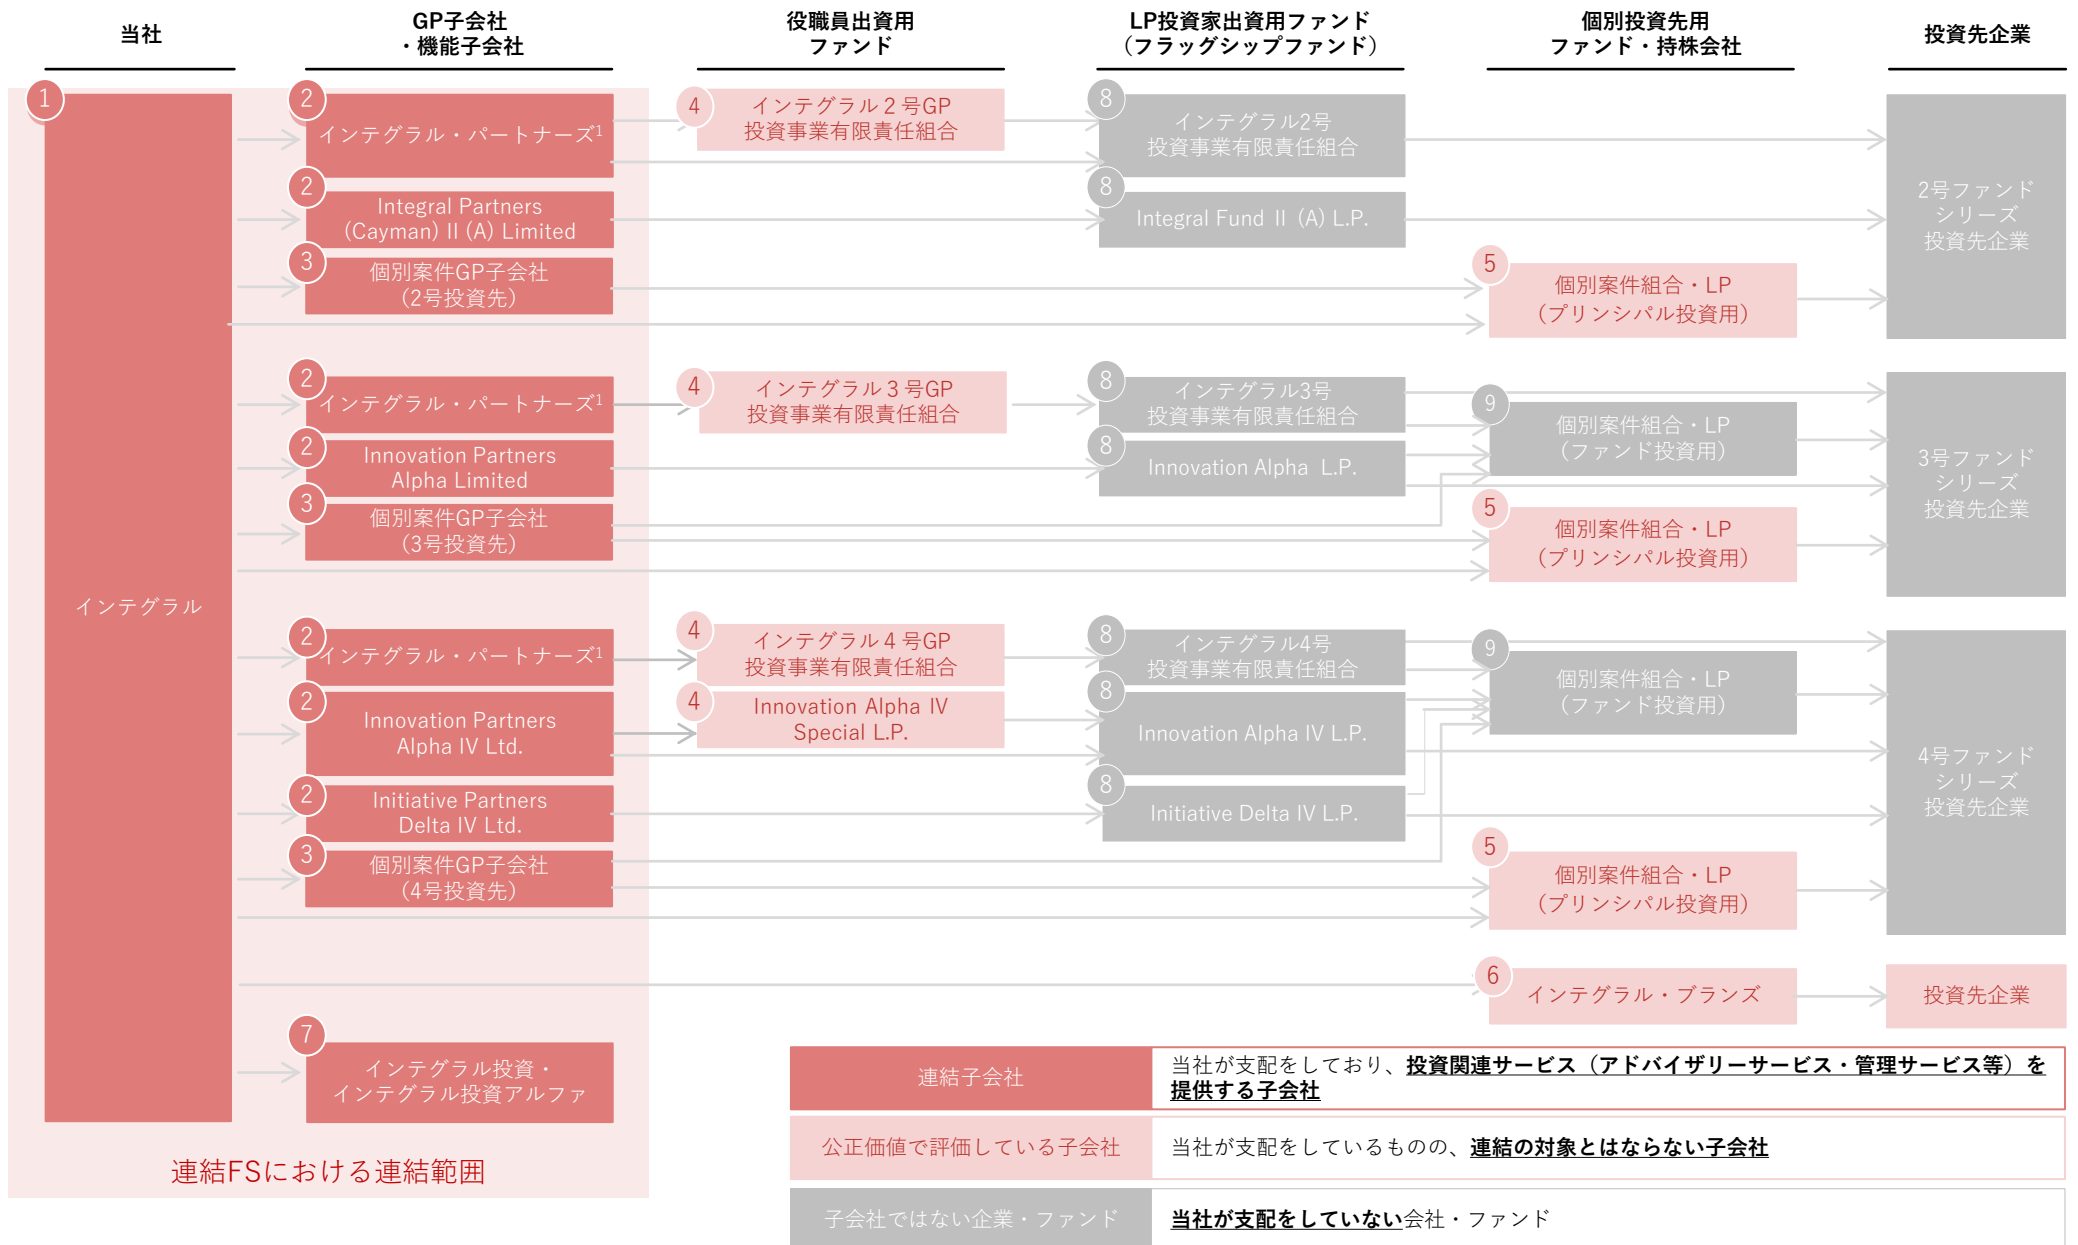 当社
GP子会社
・機能子会社
役職員出資用
ファンド
LP投資家出資用ファンド
（フラッグシップファンド）
個別投資先用
ファンド・持株会社
投資先企業
1
インテグラル
2
インテグラル・パートナーズ1
4
インテグラル２号GP
投資事業有限責任組合
8
インテグラル2号
投資事業有限責任組合
2
Integral Partners
(Cayman) II (A) Limited
8
Integral Fund II (A) L.P.
3
個別案件GP子会社
（2号投資先）
5
個別案件組合・LP
（プリンシパル投資用）
2号ファンド
シリーズ
投資先企業
2
インテグラル・パートナーズ1
4
インテグラル３号GP
投資事業有限責任組合
8
インテグラル3号
投資事業有限責任組合
9
個別案件組合・LP
（ファンド投資用）
2
Innovation Partners
Alpha Limited
8
Innovation Alpha L.P.
3
個別案件GP子会社
（3号投資先）
5
個別案件組合・LP
（プリンシパル投資用）
3号ファンド
シリーズ
投資先企業
2
インテグラル・パートナーズ1
4
インテグラル４号GP
投資事業有限責任組合
8
インテグラル4号
投資事業有限責任組合
9
個別案件組合・LP
（ファンド投資用）
2
Innovation Partners
Alpha IV Ltd.
4
Innovation Alpha IV
Special L.P.
8
Innovation Alpha IV L.P.
2
Initiative Partners
Delta IV Ltd.
8
Initiative Delta IV L.P.
3
個別案件GP子会社
（4号投資先）
5
個別案件組合・LP
（プリンシパル投資用）
4号ファンド
シリーズ
投資先企業
6
インテグラル・ブランズ
投資先企業
7
インテグラル投資・
インテグラル投資アルファ
連結FSにおける連結範囲
連結子会社
当社が支配をしており、投資関連サービス（アドバイザリーサービス・管理サービス等）を
提供する子会社
公正価値で評価している子会社
当社が支配をしているものの、連結の対象とはならない子会社
子会社ではない企業・ファンド
当社が支配をしていない会社・ファンド